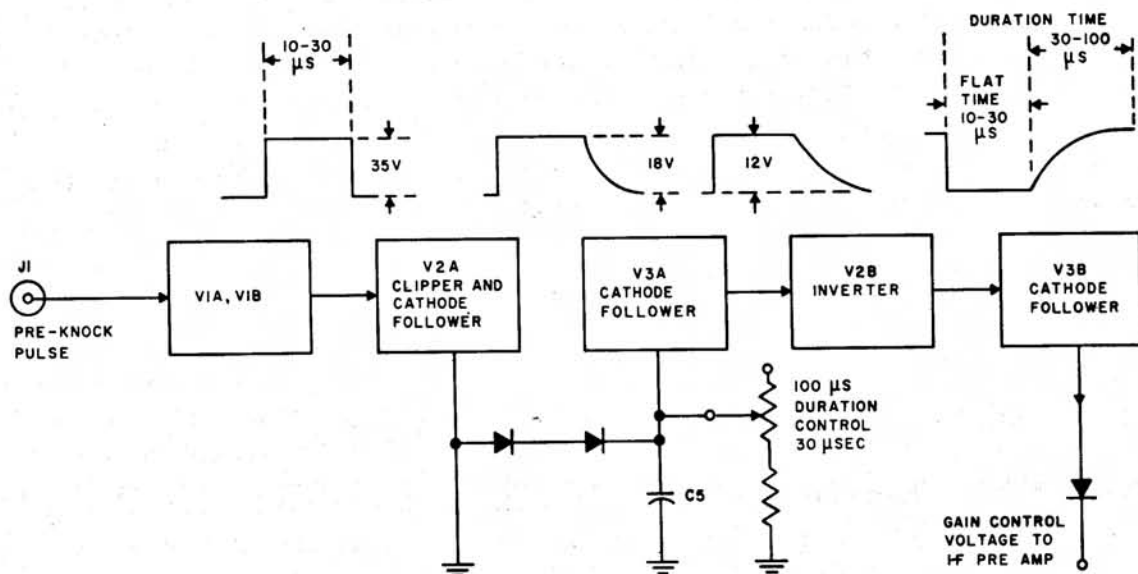 DURATION TIME
30-100
µS
10-30
µS
FLAT
TIME
10-30
µS
35V
18V
12V
J1
PRE-KNOCK
PULSE
V1A, V1B
V2A
CLIPPER AND
CATHODE
FOLLOWER
V3A
CATHODE
FOLLOWER
V2B
INVERTER
V3B
CATHODE
FOLLOWER
100 µS
DURATION
CONTROL
30 µSEC
C5
GAIN CONTROL
VOLTAGE TO
I-F PRE AMP